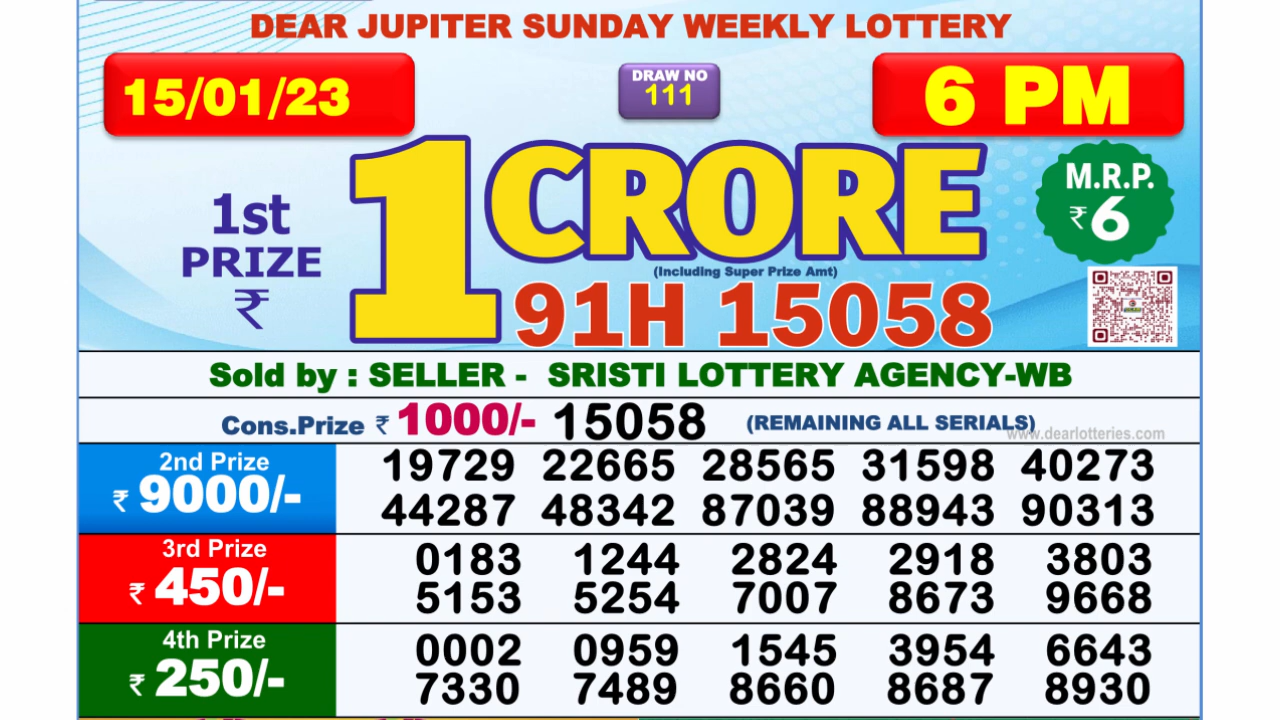 DEAR JUPITER SUNDAY WEEKLY LOTTERY
15/01/23
DRAW NO
111
6 PM
1st
PRIZE
₹
1 CRORE
(Including Super Prize Amt)
91H 15058
M.R.P.
₹6
Sold by : SELLER - SRISTI LOTTERY AGENCY-WB
Cons.Prize ₹ 1000/- 15058 (REMAINING ALL SERIALS)
www.dearlotteries.com
2nd Prize
₹ 9000/-
19729 22665 28565 31598 40273
44287 48342 87039 88943 90313
3rd Prize
₹ 450/-
0183 1244 2824 2918 3803
5153 5254 7007 8673 9668
4th Prize
₹ 250/-
0002 0959 1545 3954 6643
7330 7489 8660 8687 8930